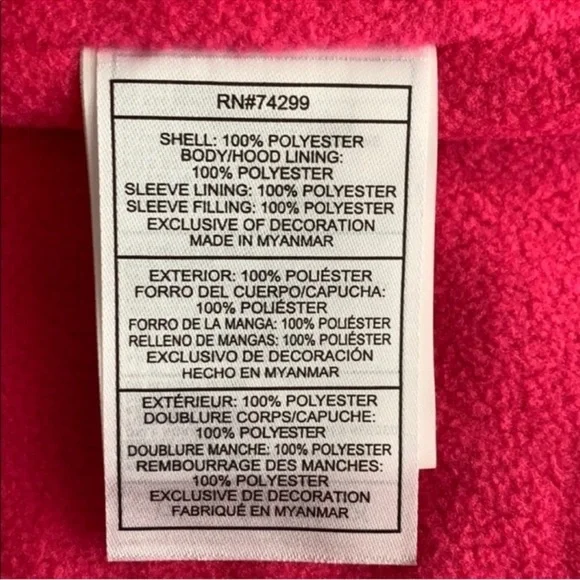 RN#74299
SHELL: 100% POLYESTER
BODY/HOOD LINING:
100% POLYESTER
SLEEVE LINING: 100% POLYESTER
SLEEVE FILLING: 100% POLYESTER
EXCLUSIVE OF DECORATION
MADE IN MYANMAR
EXTERIOR: 100% POLIÉSTER
FORRO DEL CUERPO/CAPUCHA:
100% POLIÉSTER
FORRO DE LA MANGA: 100% POLIÉSTER
RELLENO DE MANGAS: 100% POLIÉSTER
EXCLUSIVO DE DECORACIÓN
HECHO EN MYANMAR
EXTÉRIEUR: 100% POLYESTER
DOUBLURE CORPS/CAPUCHE:
100% POLYESTER
DOUBLURE MANCHE: 100% POLYESTER
REMBOURRAGE DES MANCHES:
100% POLYESTER
EXCLUSIVE DE DECORATION
FABRIQUÉ EN MYANMAR